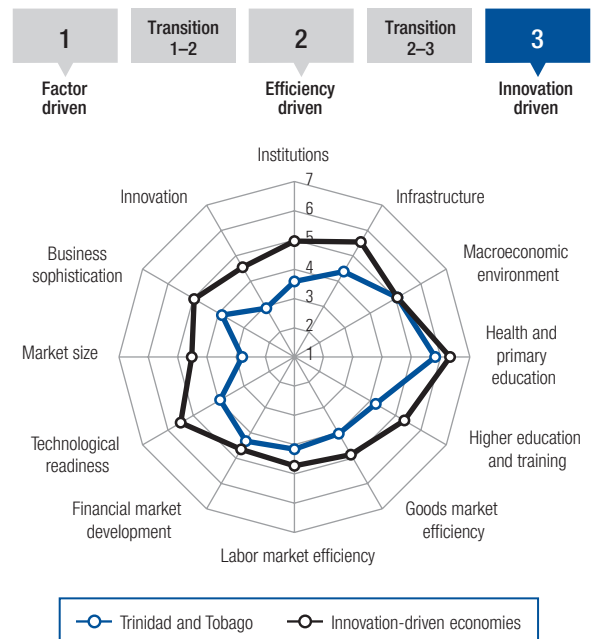 1
Transition
1–2
2
Transition
2–3
3
Factor
driven
Efficiency
driven
Innovation
driven
Institutions
7
6
5
4
3
2
1
Infrastructure
Macroeconomic
environment
Health and
primary
education
Higher education
and training
Goods market
efficiency
Labor market efficiency
Financial market
development
Technological
readiness
Market size
Business
sophistication
Innovation
Trinidad and Tobago
Innovation-driven economies